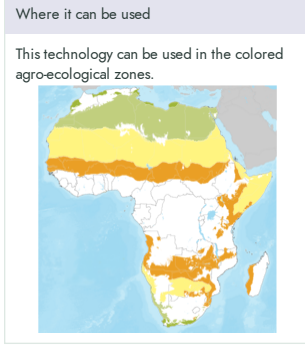 Where it can be used
This technology can be used in the colored
agro-ecological zones.